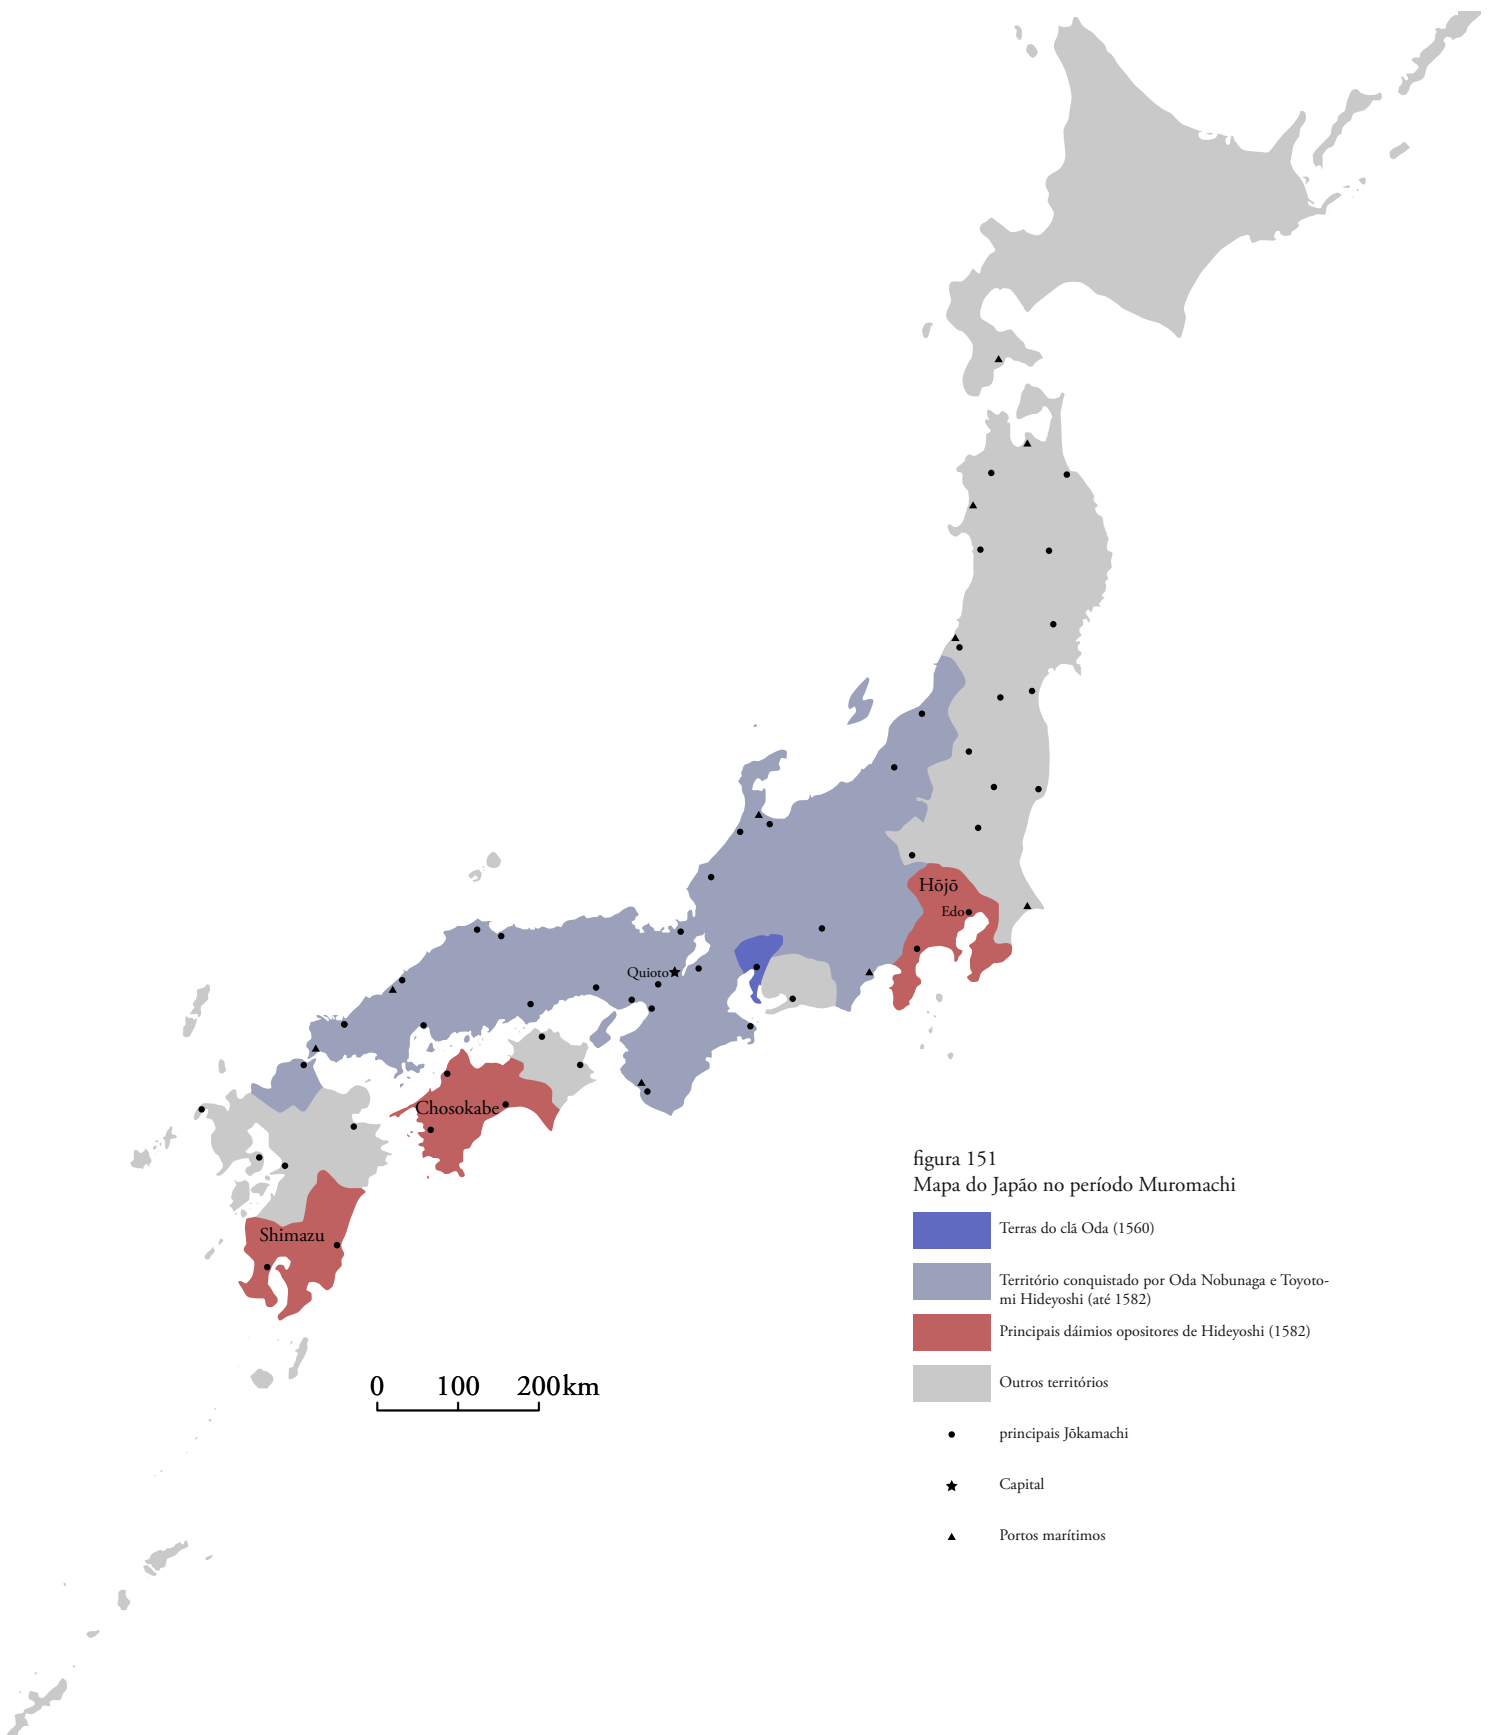 Hōjō
Edo
Quioto
Chosokabe
Shimazu
figura 151
Mapa do Japão no período Muromachi
Terras do clã Oda (1560)
Território conquistado por Oda Nobunaga e Toyoto-
mi Hideyoshi (até 1582)
Principais dáimios opositores de Hideyoshi (1582)
0 100 200km
Outros territórios
principais Jōkamachi
Capital
Portos marítimos